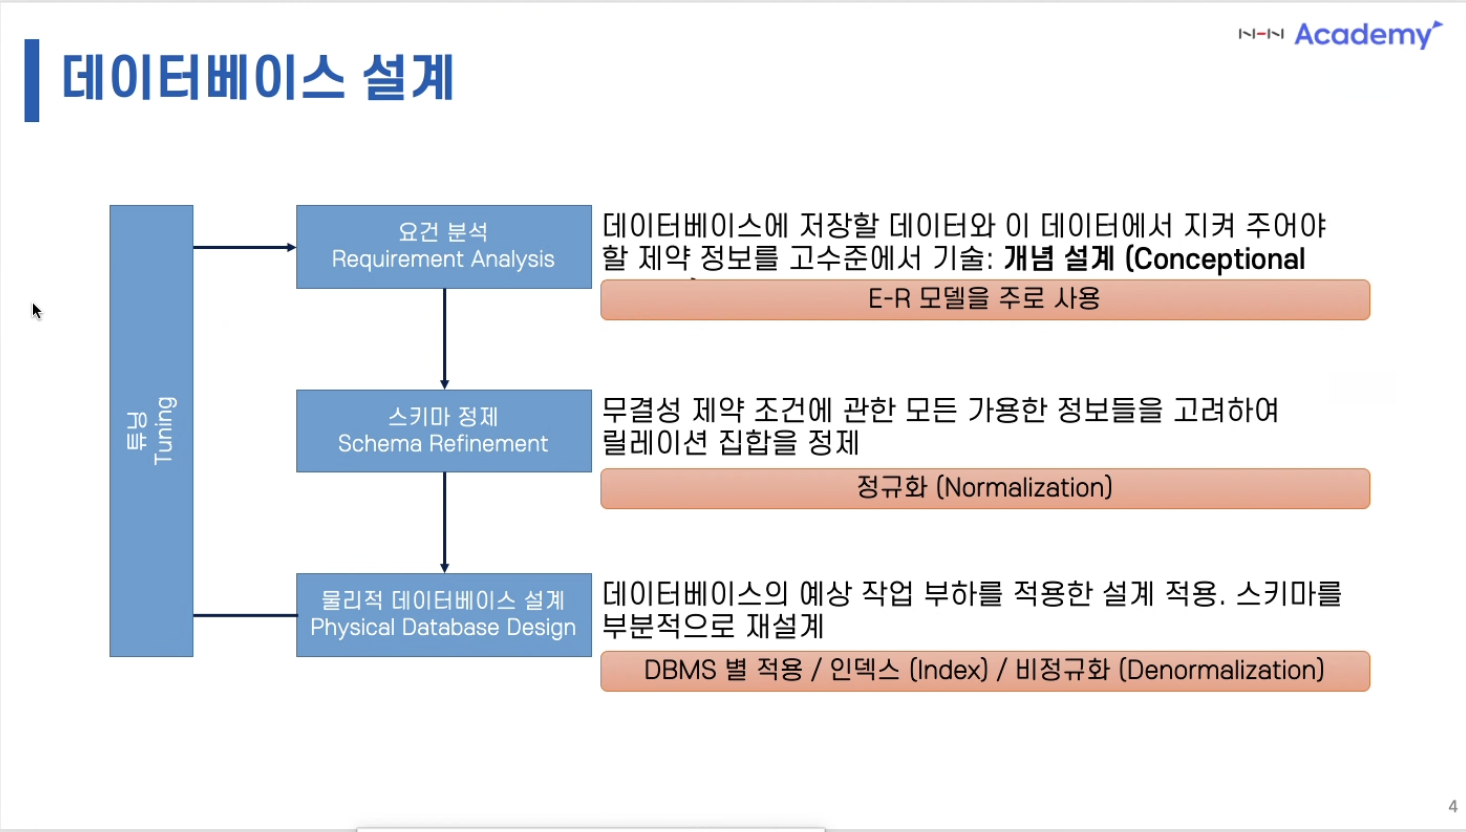 NHN Academy
데이터베이스 설계
튜닝
Tuning
요건 분석
Requirement Analysis
데이터베이스에 저장할 데이터와 이 데이터에서 지켜 주어야
할 제약 정보를 고수준에서 기술: 개념 설계 (Conceptional
E-R 모델을 주로 사용
스키마 정제
Schema Refinement
무결성 제약 조건에 관한 모든 가용한 정보들을 고려하여
릴레이션 집합을 정제
정규화 (Normalization)
물리적 데이터베이스 설계
Physical Database Design
데이터베이스의 예상 작업 부하를 적용한 설계 적용. 스키마를
부분적으로 재설계
DBMS 별 적용 / 인덱스 (Index) / 비정규화 (Denormalization)
4